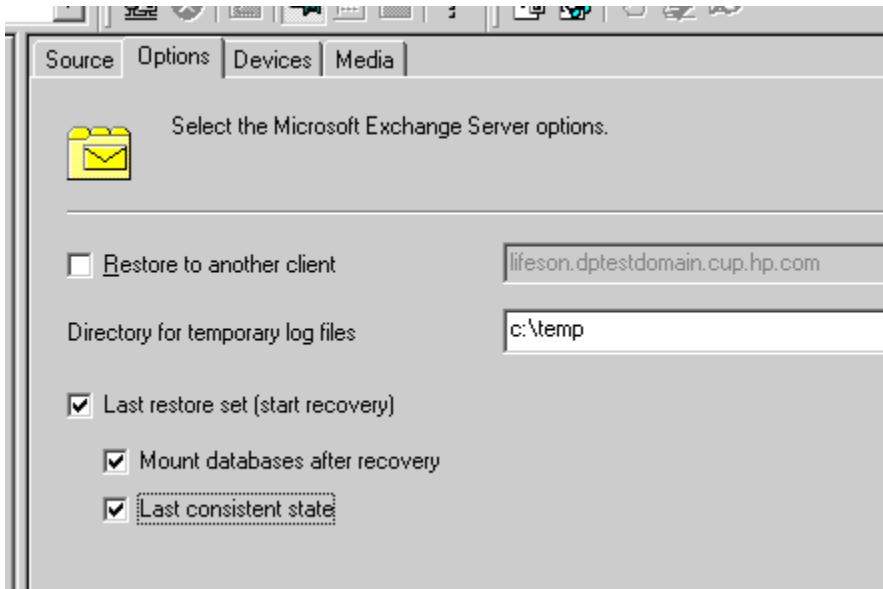 Source Options Devices Media
Select the Microsoft Exchange Server options.
Restore to another client lifeson.dptestdomain.cup.hp.com
Directory for temporary log files c:\temp
Last restore set (start recovery)
Mount databases after recovery
Last consistent state